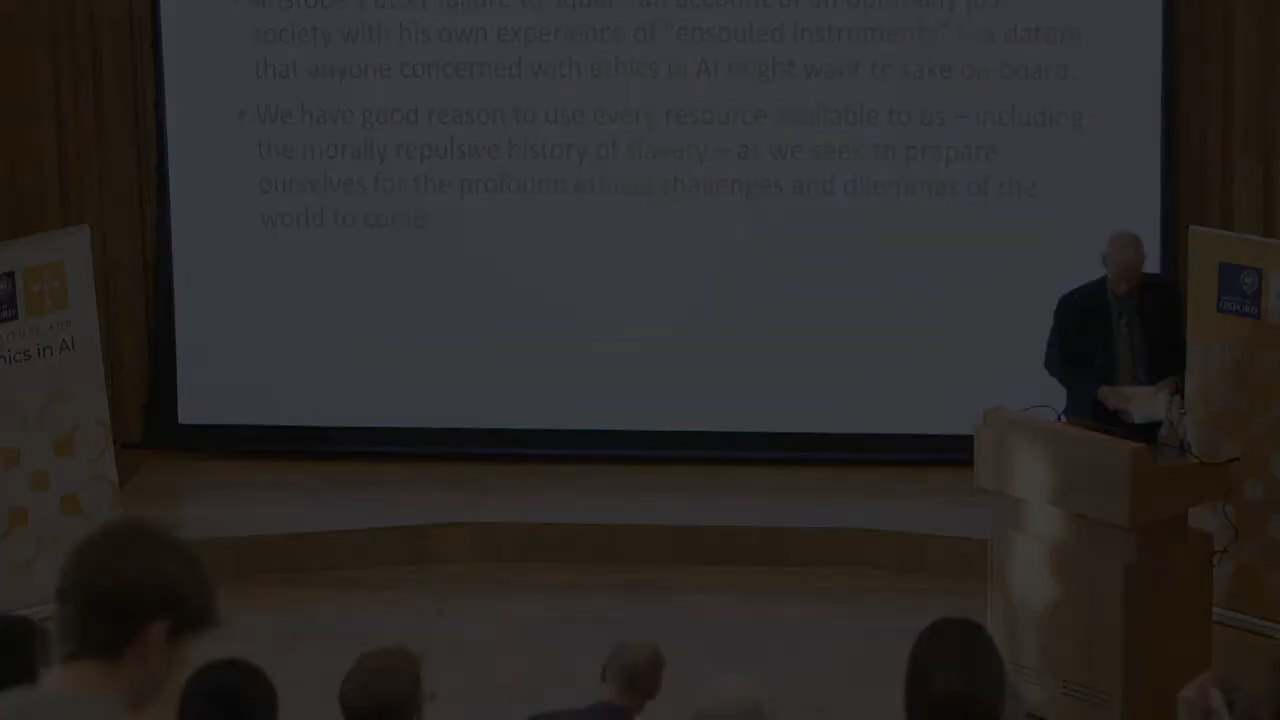 society with his own experience of "ensouled instruments" is a datum
that anyone concerned with ethics in AI might want to take on board.
• We have good reason to use every resource available to us – including
the morally repulsive history of slavery – as we seek to prepare
ourselves for the profound ethical challenges and dilemmas of the
world to come
OXFORD
hics in AI